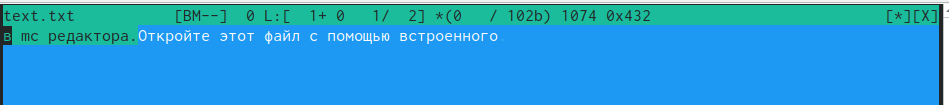 text.txt [BM--] 0 L:[ 1+ 0 1/ 2] *(0 / 102b) 1074 0x432 [*][X]
в mc редактора.Откройте этот файл с помощью встроенного.